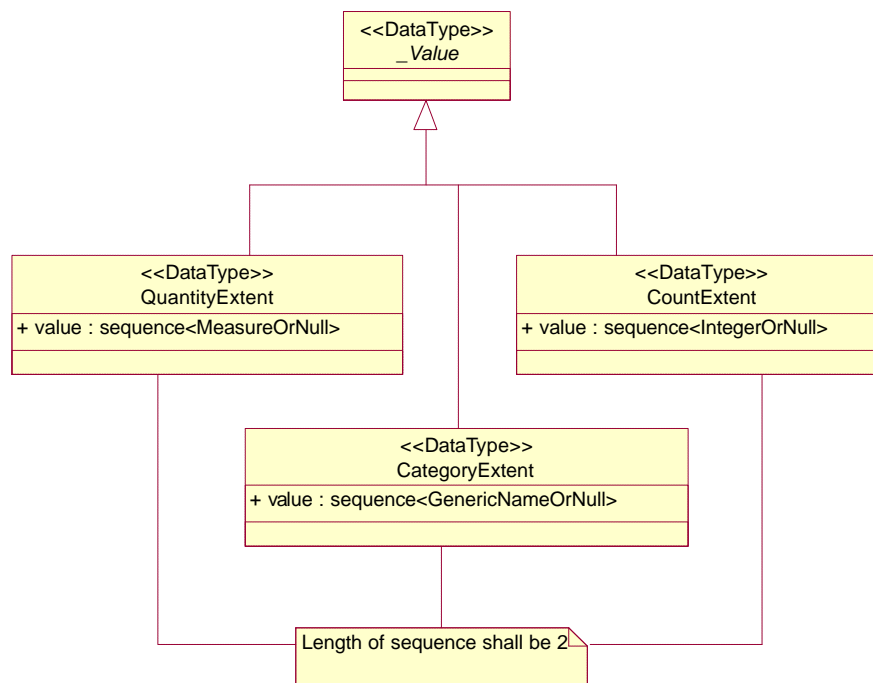 <<DataType>>
_Value
<<DataType>>
QuantityExtent
+ value : sequence<MeasureOrNull>
<<DataType>>
CountExtent
+ value : sequence<IntegerOrNull>
<<DataType>>
CategoryExtent
+ value : sequence<GenericNameOrNull>
Length of sequence shall be 2